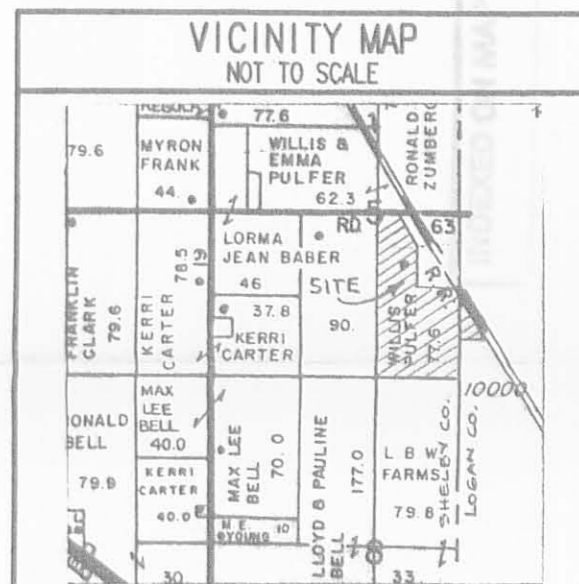 VICINITY MAP
NOT TO SCALE
INDEXED ON
77.6
79.6
MYRON
FRANK
44.
WILLIS &
EMMA
PULFER
62.3
RONALD
RD.
63
LORMA
JEAN BABER
46
SITE
FRANKLIN
CLARK
79.6
KERRI
CARTER
78.5
19
37.8
KERRI
CARTER
90.
WILLIS
PULFER
77.6
10000
MAX
LEE
BELL
40.0
ONALD
BELL
79.9
KERRI
CARTER
40.0
MAX LEE
BELL
70.0
LLOYD & PAULINE
BELL
177.0
L B W
FARMS
79.8
SHELBY CO.
LOGAN CO.
M.E.
YOUNG 10
30
33